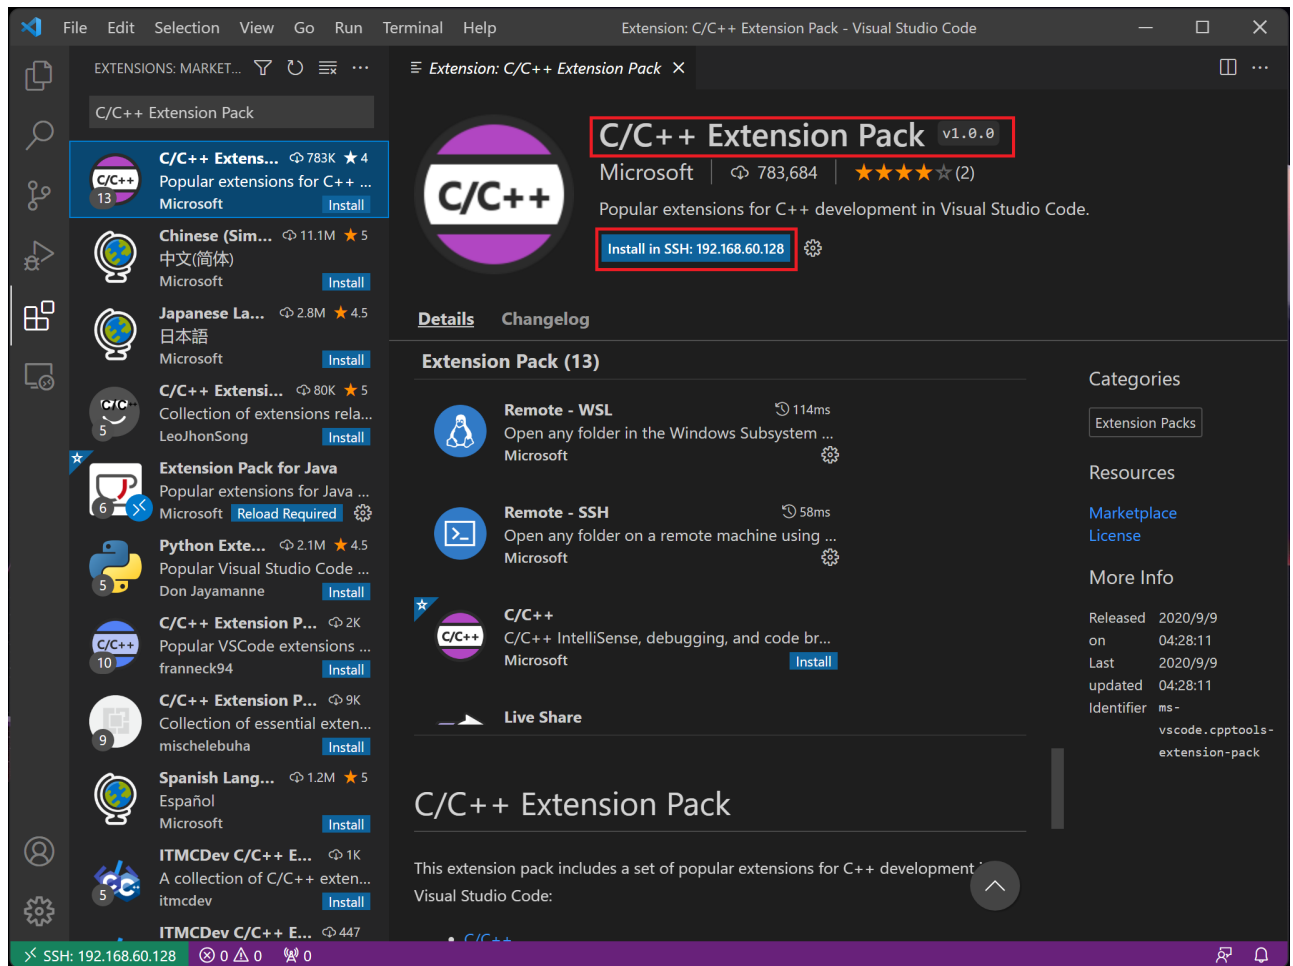 File Edit Selection View Go Run Terminal Help
Extension: C/C++ Extension Pack - Visual Studio Code
EXTENSIONS: MARKET...
C/C++ Extension Pack
C/C++ Extens... 783K ★ 4
C/C++
13
Popular extensions for C++ ...
Microsoft Install
Chinese (Sim... 11.1M ★ 5
中文(简体)
Microsoft Install
Japanese La... 2.8M ★ 4.5
日本語
Microsoft Install
C/C++ Extensi... 80K ★ 5
C/C++
5
Collection of extensions rela...
LeoJhonSong Install
Extension Pack for Java
6
Popular extensions for Java ...
Microsoft Reload Required
Python Exte... 2.1M ★ 4.5
5
Popular Visual Studio Code ...
Don Jayamanne Install
C/C++ Extension P... 2K
C/C++
10
Popular VSCode extensions ...
franneck94 Install
C/C++ Extension P... 9K
9
Collection of essential exten...
mischelebuha Install
Spanish Lang... 1.2M ★ 5
Español
Microsoft Install
ITMCDev C/C++ E... 1K
5
A collection of C/C++ exten...
itmcdev Install
ITMCDev C/C++ E... 447
Extension: C/C++ Extension Pack
C/C++
C/C++ Extension Pack v1.0.0
Microsoft 783,684 ★★★★☆ (2)
Popular extensions for C++ development in Visual Studio Code.
Install in SSH: 192.168.60.128
Details Changelog
Extension Pack (13)
Remote - WSL 114ms
Open any folder in the Windows Subsystem ...
Microsoft
Remote - SSH 58ms
Open any folder on a remote machine using ...
Microsoft
C/C++
C/C++
C/C++ IntelliSense, debugging, and code br...
Microsoft Install
Live Share
C/C++ Extension Pack
This extension pack includes a set of popular extensions for C++ development
Visual Studio Code:
• C/C++
Categories
Extension Packs
Resources
Marketplace
License
More Info
Released on 2020/9/9 04:28:11
Last updated 2020/9/9 04:28:11
Identifier ms-vscode.cpptools-extension-pack
SSH: 192.168.60.128 0 0 0